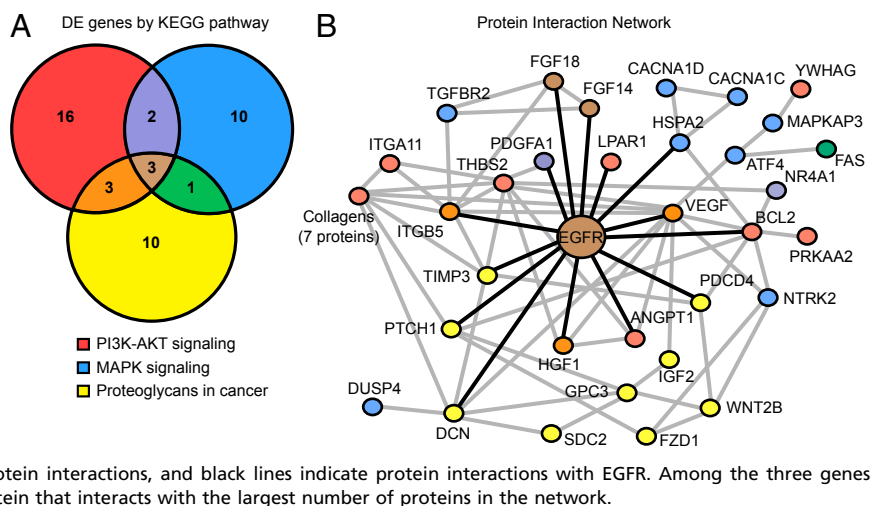 A
DE genes by KEGG pathway
16
2
10
3
3
1
10
PI3K-AKT signaling
MAPK signaling
Proteoglycans in cancer
B
Protein Interaction Network
FGF18
CACNA1D
YWHAG
TGFBR2
FGF14
CACNA1C
HSPA2
MAPKAP3
ITGA11
PDGFA1
LPAR1
THBS2
ATF4
FAS
NR4A1
VEGF
Collagens
(7 proteins)
ITGB5
EGFR
BCL2
PRKAA2
TIMP3
PDCD4
NTRK2
PTCH1
ANGPT1
HGF1
IGF2
DUSP4
GPC3
WNT2B
DCN
SDC2
FZD1
otein interactions, and black lines indicate protein interactions with EGFR. Among the three genes
tein that interacts with the largest number of proteins in the network.